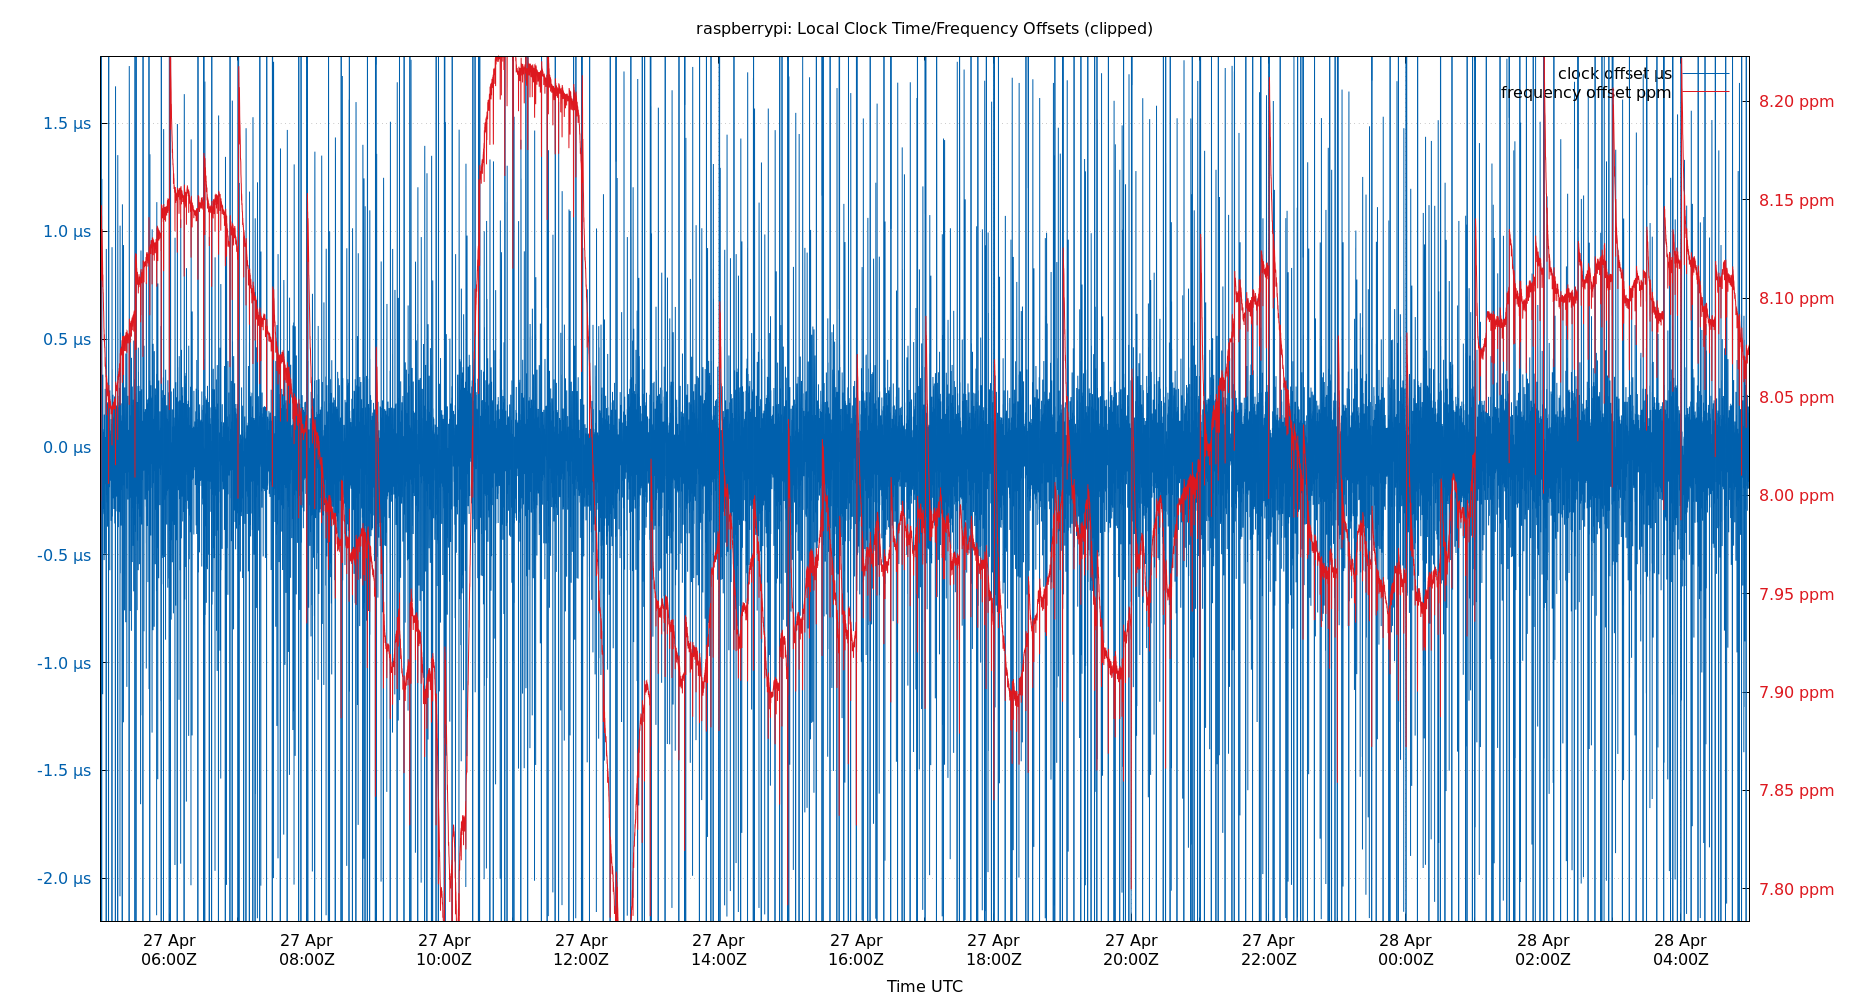 raspberrypi: Local Clock Time/Frequency Offsets (clipped)
clock offset µs
frequency offset ppm
1.5 µs
1.0 µs
0.5 µs
0.0 µs
-0.5 µs
-1.0 µs
-1.5 µs
-2.0 µs
8.20 ppm
8.15 ppm
8.10 ppm
8.05 ppm
8.00 ppm
7.95 ppm
7.90 ppm
7.85 ppm
7.80 ppm
27 Apr 27 Apr 27 Apr 27 Apr 27 Apr 27 Apr 27 Apr 27 Apr 27 Apr 28 Apr 28 Apr 28 Apr
06:00Z 08:00Z 10:00Z 12:00Z 14:00Z 16:00Z 18:00Z 20:00Z 22:00Z 00:00Z 02:00Z 04:00Z
Time UTC